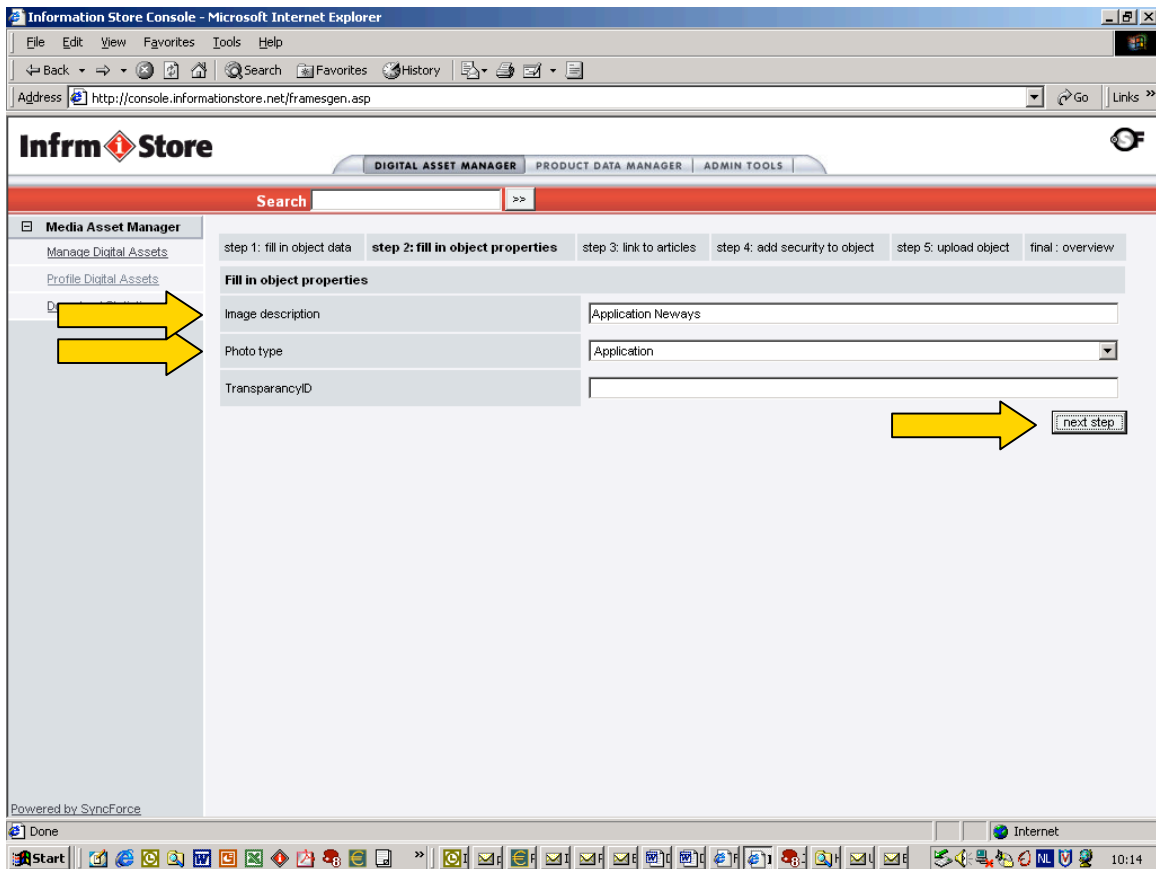 Information Store Console - Microsoft Internet Explorer
File Edit View Favorites Tools Help
Back Search Favorites History
Address http://console.informationstore.net/framesgen.asp Go Links »
Infrm i Store
SF
DIGITAL ASSET MANAGER PRODUCT DATA MANAGER | ADMIN TOOLS |
Search >>
Media Asset Manager
Manage Digital Assets
Profile Digital Assets
step 1: fill in object data step 2: fill in object properties step 3: link to articles step 4: add security to object step 5: upload object final : overview
Fill in object properties
Image description Application Neways
Photo type Application
TransparancyID
next step
Powered by SyncForce
Done Internet
Start » NL 10:14